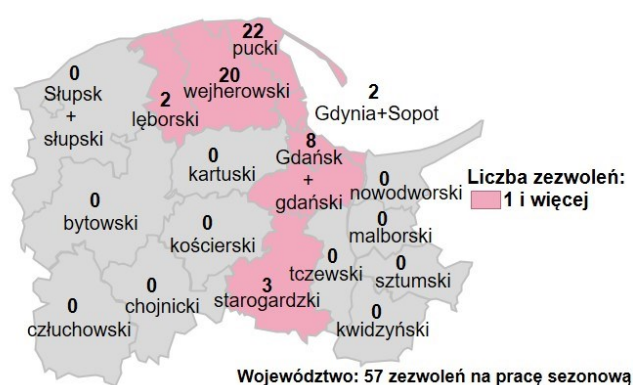 22
pucki
0
Słupsk
+
słupski
2
lęborski
20
wejherowski
2
Gdynia+Sopot
0
kartuski
8
Gdańsk
+
gdański
0
nowodworski
Liczba zezwoleń:
1 i więcej
0
bytowski
0
kościerski
0
malborski
0
tczewski
0
sztumski
0
człuchowski
0
chojnicki
3
starogardzki
0
kwidzyński
Województwo: 57 zezwoleń na pracę sezonową